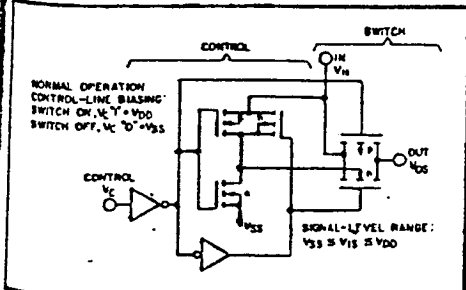 CONTROL
SWITCH
IN
VIS
NORMAL OPERATION
CONTROL-LINE BIASING:
SWITCH ON, VC "1" = VDD
SWITCH OFF, VC "0" = VSS
p
n
OUT
VOS
CONTROL
VC
n
VSS
SIGNAL-LEVEL RANGE:
VSS ≤ VIS ≤ VDD